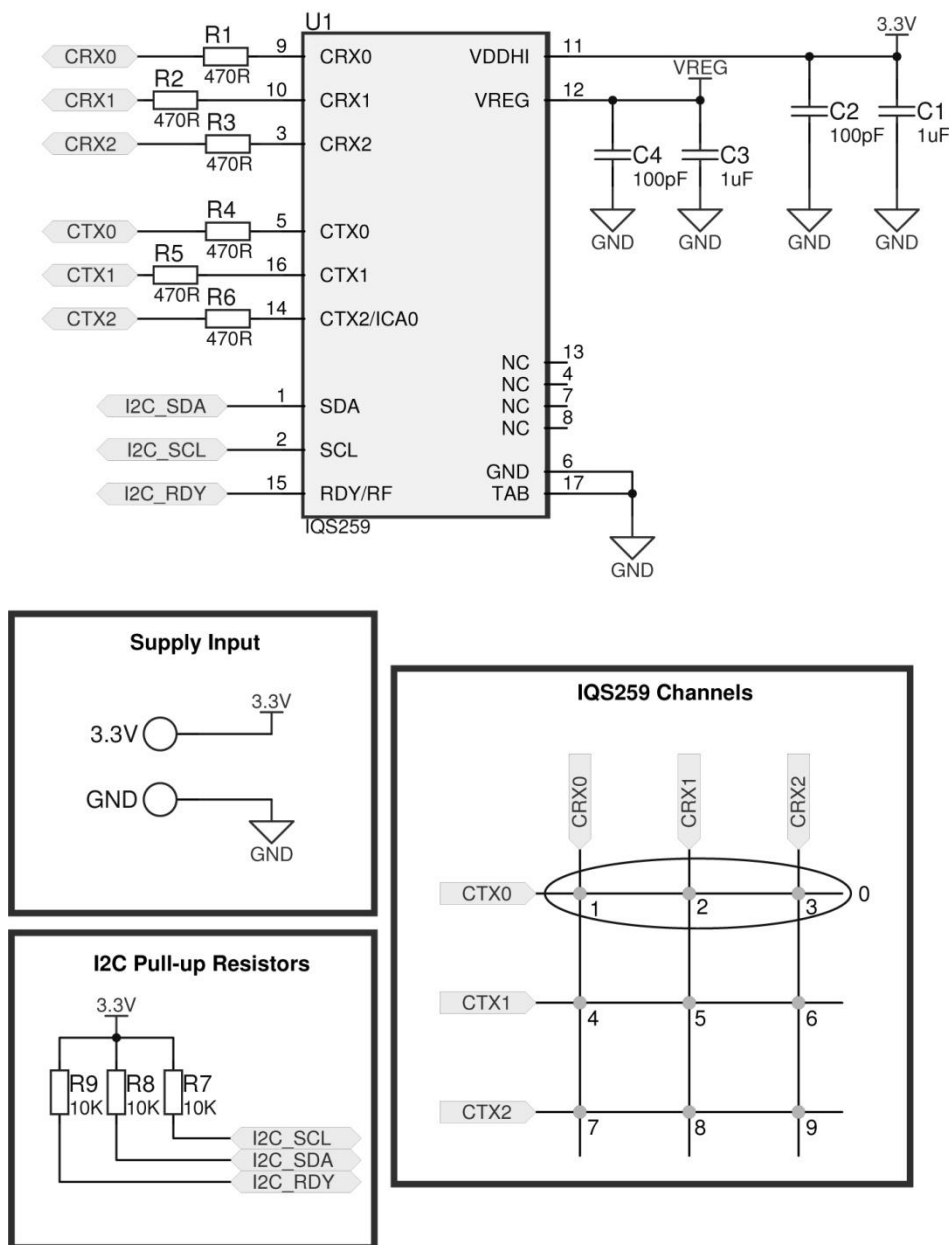 U1
IQS259
CRX0 R1 470R 9 CRX0
CRX1 R2 470R 10 CRX1
CRX2 R3 470R 3 CRX2
CTX0 R4 470R 5 CTX0
CTX1 R5 470R 16 CTX1
CTX2 R6 470R 14 CTX2/ICA0
I2C_SDA 1 SDA
I2C_SCL 2 SCL
I2C_RDY 15 RDY/RF
VDDHI 11 3.3V
VREG 12 VREG
C4 100pF GND
C3 1uF GND
C2 100pF GND
C1 1uF GND
NC 13
NC 4
NC 7
NC 8
GND 6
TAB 17
GND
Supply Input
3.3V 3.3V
GND GND
I2C Pull-up Resistors
3.3V
R9 R8 R7
10K 10K 10K
I2C_SCL
I2C_SDA
I2C_RDY
IQS259 Channels
CRX0 CRX1 CRX2
CTX0 0
1 2 3
CTX1
4 5 6
CTX2
7 8 9